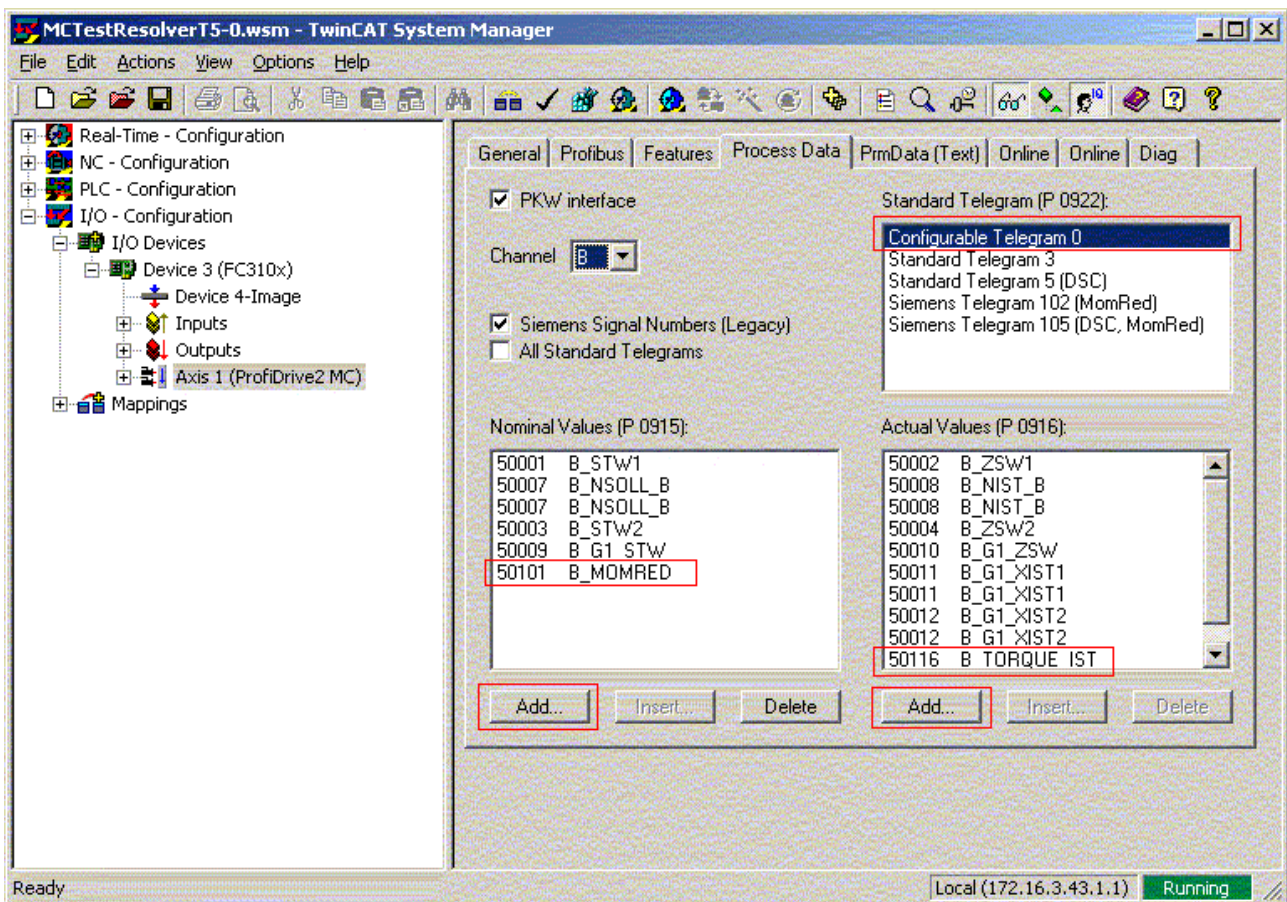 MCTestResolverT5-0.wsm - TwinCAT System Manager
File Edit Actions View Options Help
Real-Time - Configuration
NC - Configuration
PLC - Configuration
I/O - Configuration
I/O Devices
Device 3 (FC310x)
Device 4-Image
Inputs
Outputs
Axis 1 (ProfiDrive2 MC)
Mappings
General Profibus Features Process Data PrmData (Text) Online Online Diag
PKW interface
Channel B
Siemens Signal Numbers (Legacy)
All Standard Telegrams
Standard Telegram (P 0922):
Configurable Telegram 0
Standard Telegram 3
Standard Telegram 5 (DSC)
Siemens Telegram 102 (MomRed)
Siemens Telegram 105 (DSC, MomRed)
Nominal Values (P 0915):
50001 B_STW1
50007 B_NSOLL_B
50007 B_NSOLL_B
50003 B_STW2
50009 B_G1_STW
50101 B_MOMRED
Add... Insert... Delete
Actual Values (P 0916):
50002 B_ZSW1
50008 B_NIST_B
50008 B_NIST_B
50004 B_ZSW2
50010 B_G1_ZSW
50011 B_G1_XIST1
50011 B_G1_XIST1
50012 B_G1_XIST2
50012 B_G1_XIST2
50116 B_TORQUE_IST
Add... Insert... Delete
Ready
Local (172.16.3.43.1.1) Running